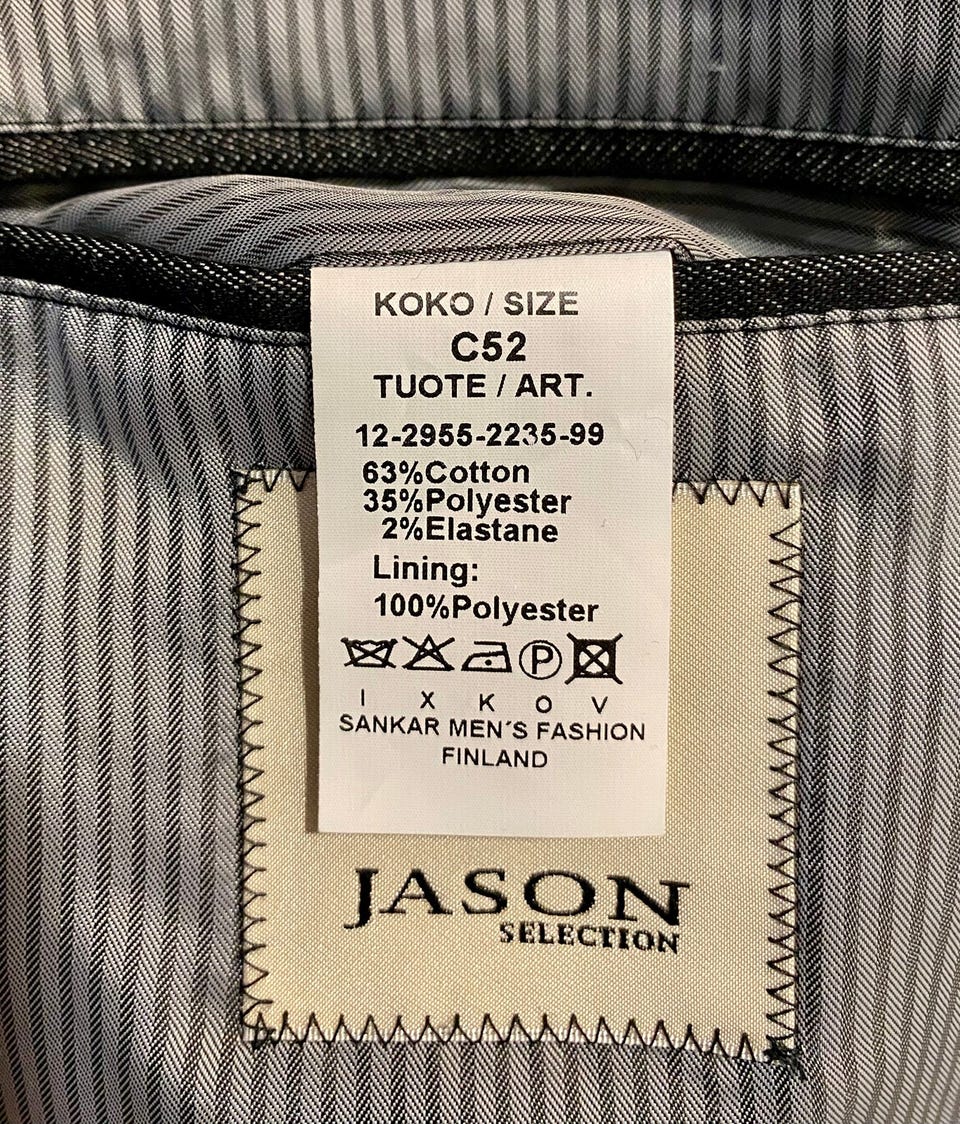 KOKO / SIZE
C52
TUOTE / ART.
12-2955-2235-99
63%Cotton
35%Polyester
2%Elastane
Lining:
100%Polyester
P
I X K O V
SANKAR MEN´S FASHION
FINLAND
JASON
SELECTION